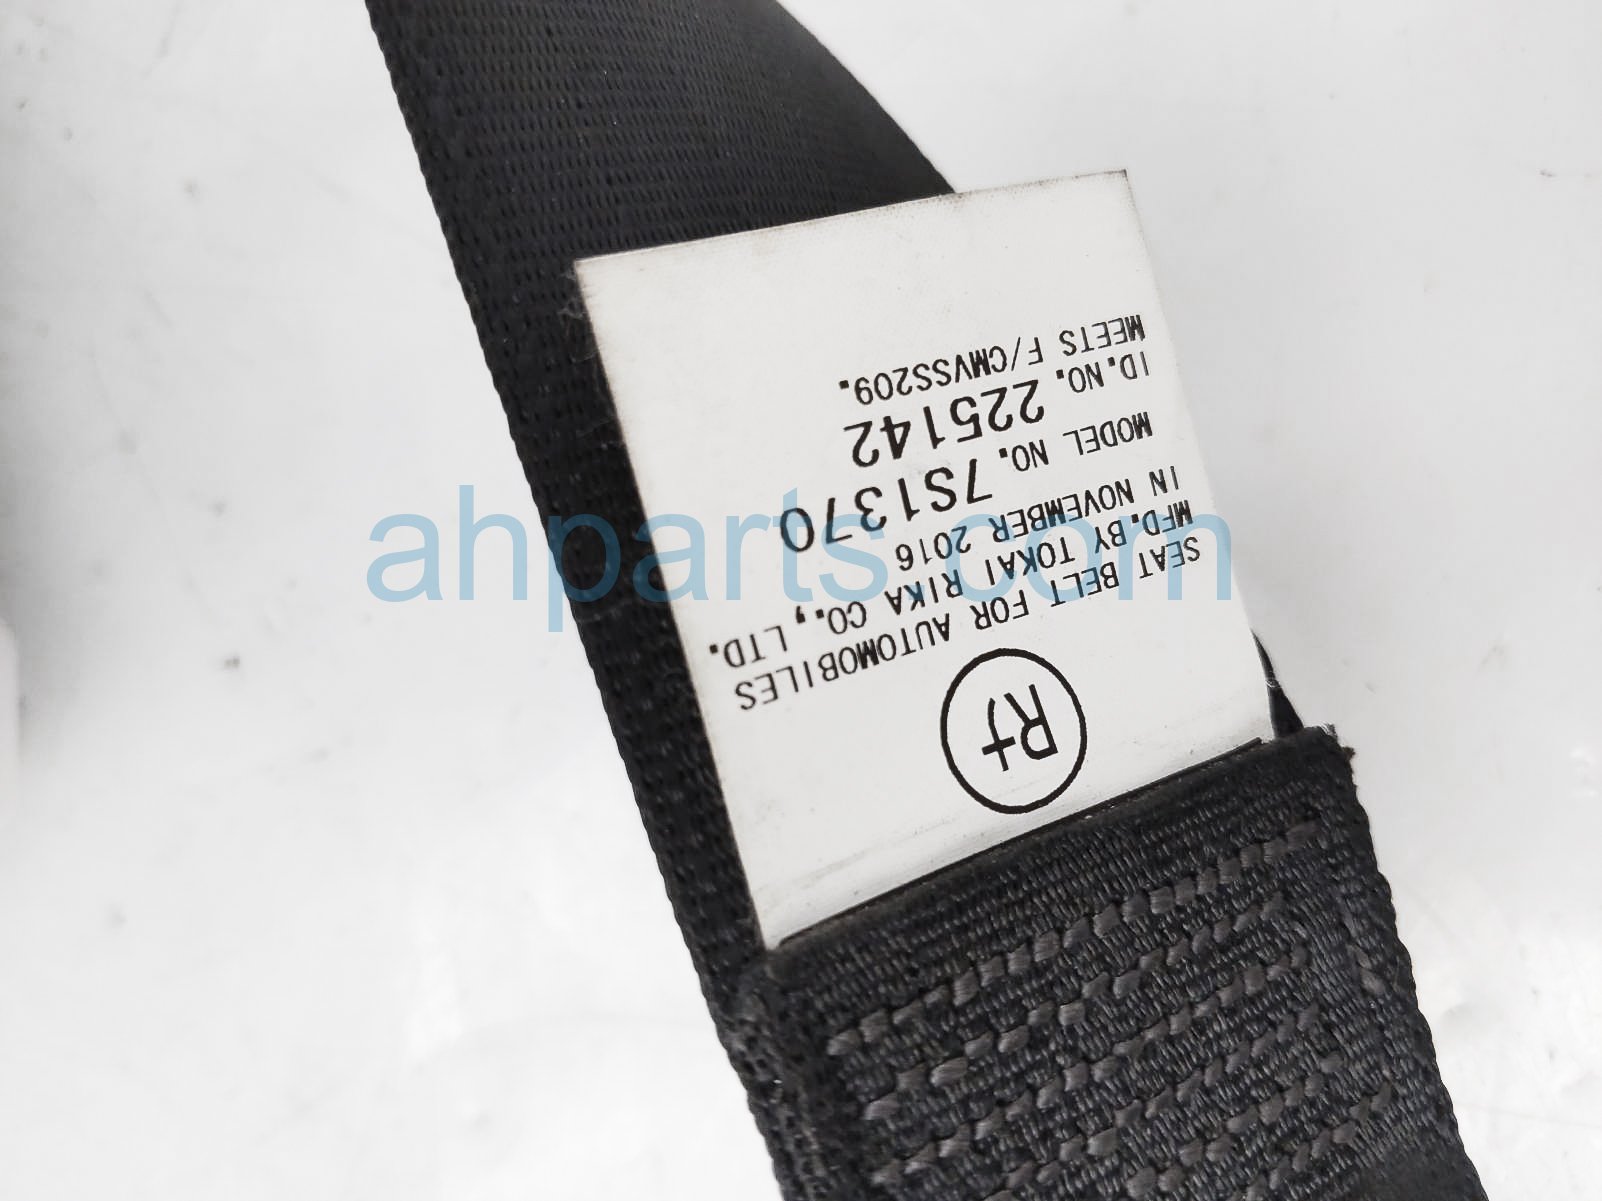 Rt
SEAT BELT FOR AUTOMOBILES
MFD.BY TOKAI RIKA CO., LTD.
IN NOVEMBER 2016
MODEL NO. 7S1370
ID.NO. 225142
MEETS F/CMVSS209.
ahparts.com